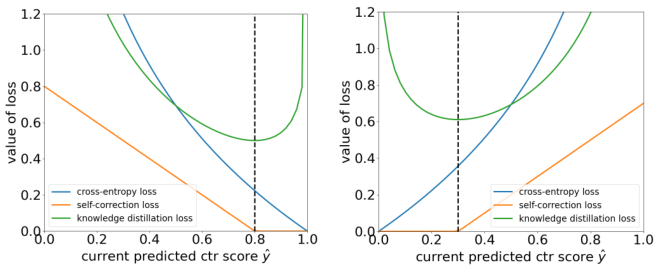 1.2
1.0
0.8
0.6
0.4
0.2
0.0
value of loss
cross-entropy loss
self-correction loss
knowledge distillation loss
0.0 0.2 0.4 0.6 0.8 1.0
current predicted ctr score ŷ
1.2
1.0
0.8
0.6
0.4
0.2
0.0
value of loss
cross-entropy loss
self-correction loss
knowledge distillation loss
0.0 0.2 0.4 0.6 0.8 1.0
current predicted ctr score ŷ